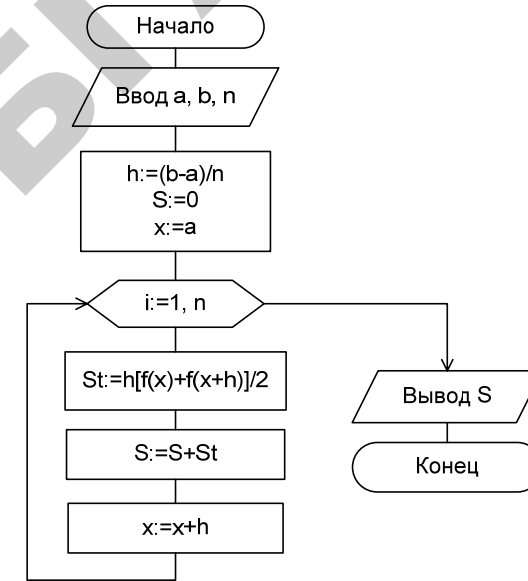 Начало
Ввод a, b, n
h:=(b-a)/n
S:=0
x:=a
i:=1, n
St:=h[f(x)+f(x+h)]/2
S:=S+St
x:=x+h
Вывод S
Конец